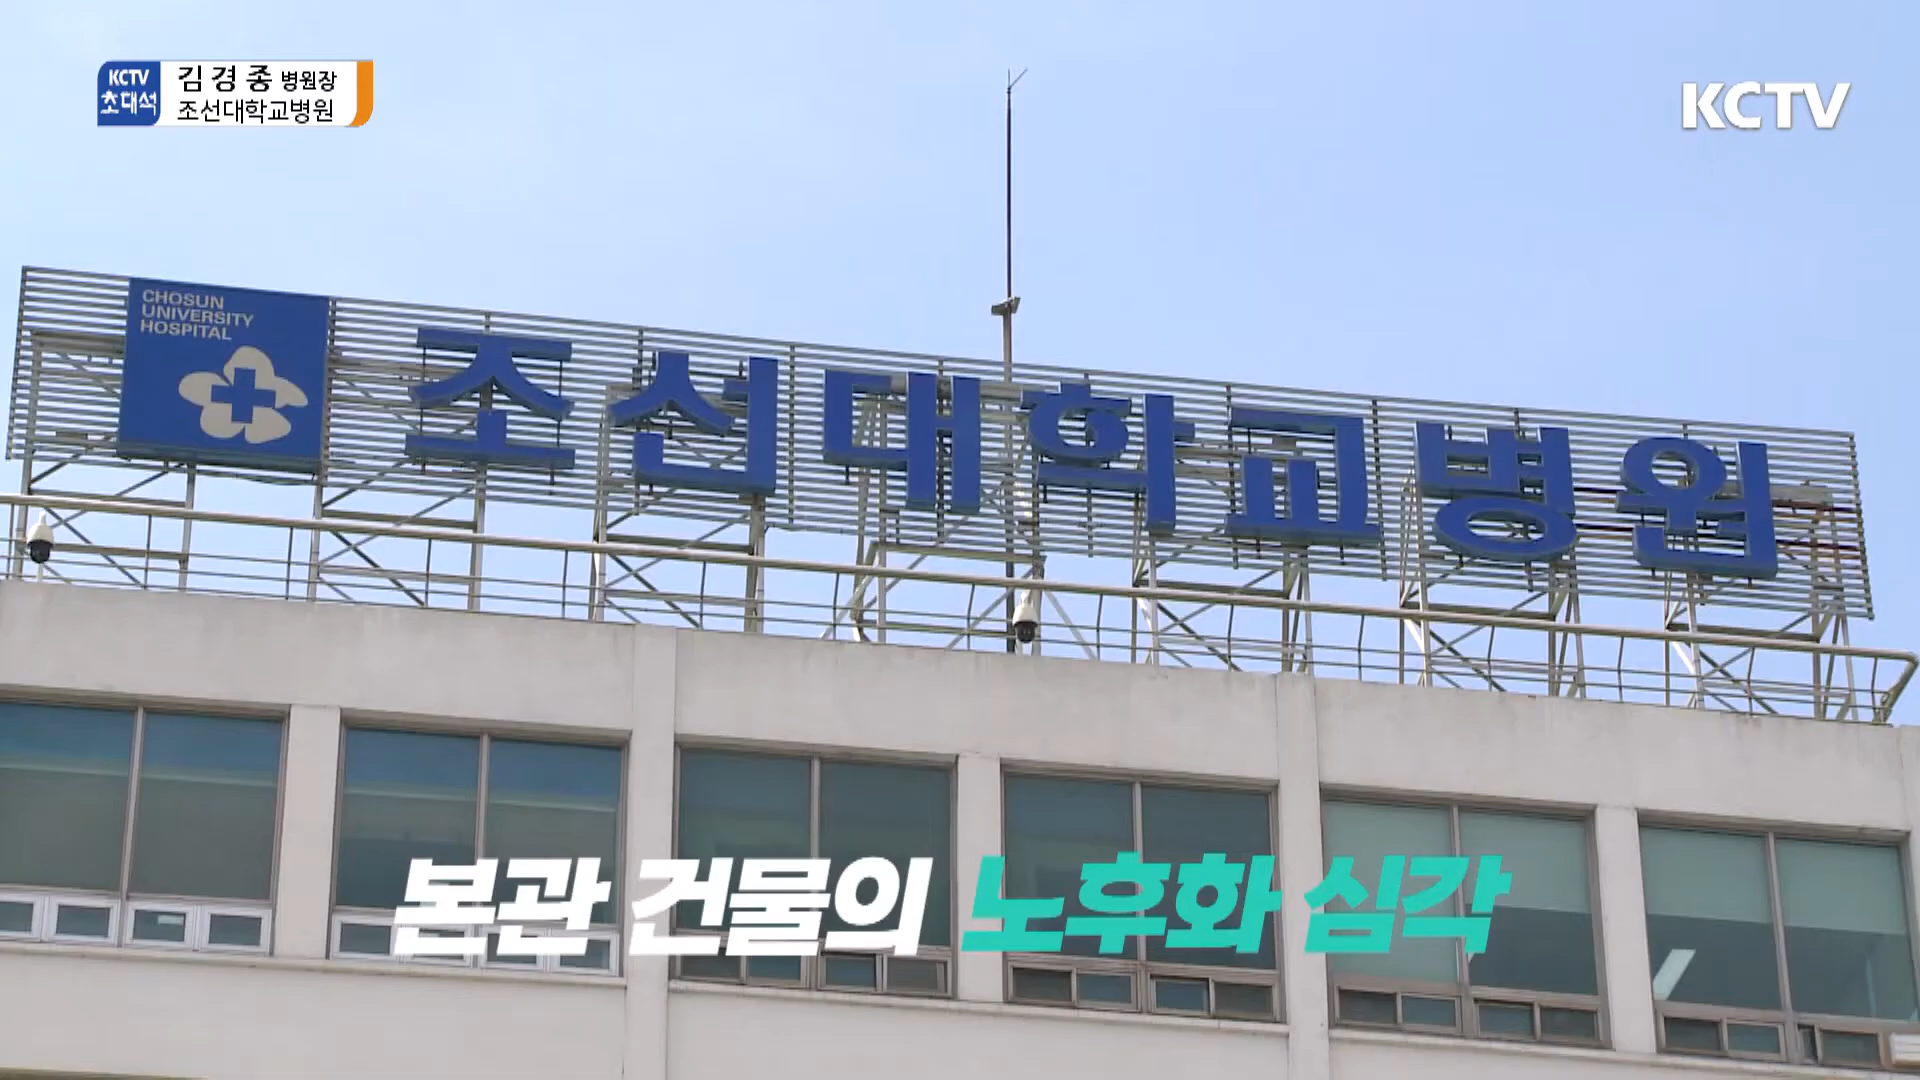 KCTV
초대석
김경종 병원장
조선대학교병원
KCTV
CHOSUN
UNIVERSITY
HOSPITAL
조선대학교병원
본관 건물의 노후화 심각